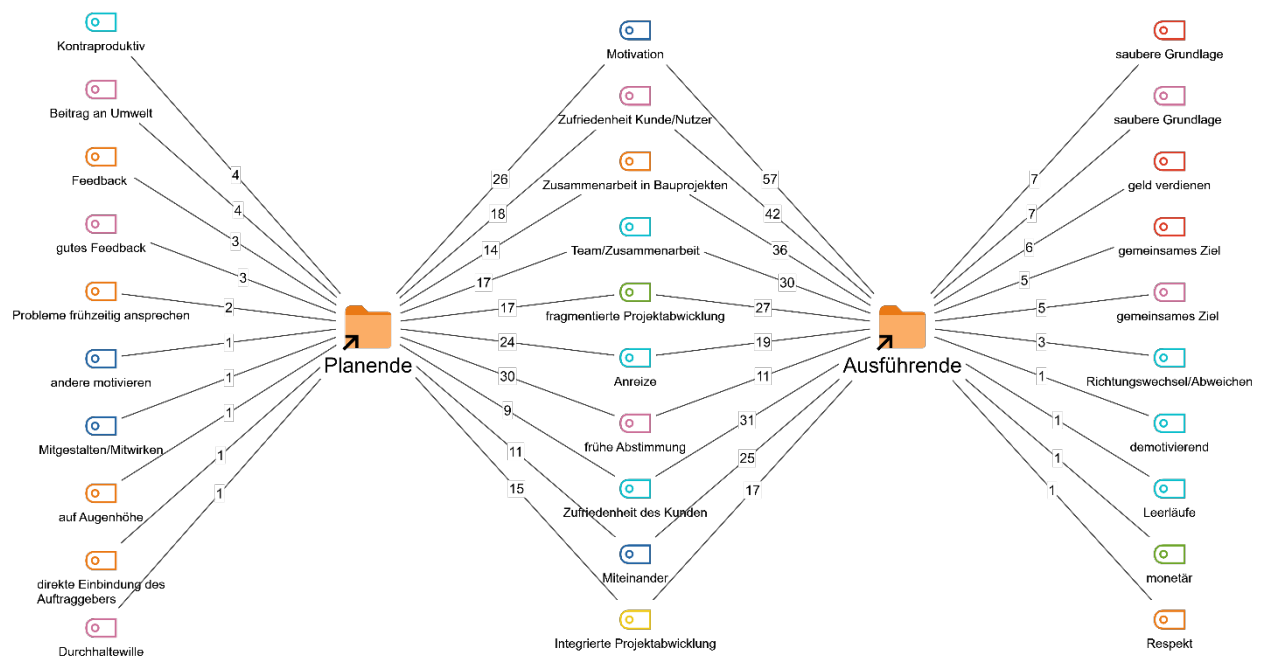 Kontraproduktiv
Beitrag an Umwelt
Feedback
gutes Feedback
Probleme frühzeitig ansprechen
andere motivieren
Mitgestalten/Mitwirken
auf Augenhöhe
direkte Einbindung des
Auftraggebers
Durchhaltewille
4
4
3
3
2
1
1
1
1
1
Planende
26
18
14
17
17
24
30
9
11
15
Motivation
Zufriedenheit Kunde/Nutzer
Zusammenarbeit in Bauprojekten
Team/Zusammenarbeit
fragmentierte Projektabwicklung
Anreize
frühe Abstimmung
Zufriedenheit des Kunden
Miteinander
Integrierte Projektabwicklung
57
42
36
30
27
19
11
31
25
17
Ausführende
7
7
6
5
5
3
1
1
1
1
saubere Grundlage
saubere Grundlage
geld verdienen
gemeinsames Ziel
gemeinsames Ziel
Richtungswechsel/Abweichen
demotivierend
Leerläufe
monetär
Respekt